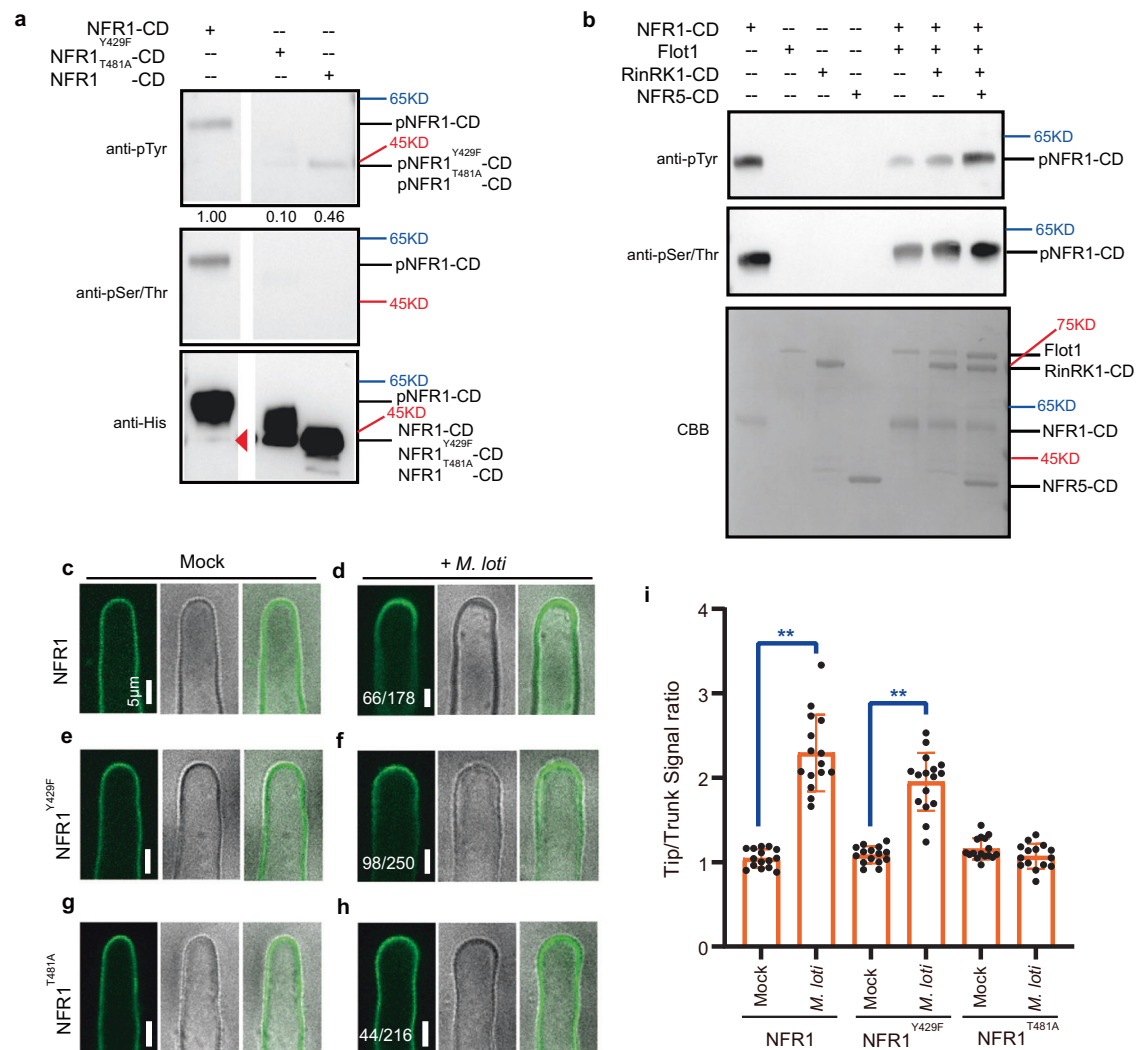 a
NFR1-CD + -- --
NFR1Y429F-CD -- + --
NFR1T481A-CD -- -- +
anti-pTyr
65KD
pNFR1-CD
45KD
pNFR1Y429F-CD
pNFR1T481A-CD
1.00 0.10 0.46
anti-pSer/Thr
65KD
pNFR1-CD
45KD
anti-His
65KD
pNFR1-CD
45KD
NFR1-CD
NFR1Y429F-CD
NFR1T481A-CD
b
NFR1-CD + -- -- -- + + +
Flot1 -- + -- -- + + +
RinRK1-CD -- -- + -- -- + +
NFR5-CD -- -- -- + -- -- +
anti-pTyr
65KD
pNFR1-CD
anti-pSer/Thr
65KD
pNFR1-CD
CBB
75KD
Flot1
RinRK1-CD
65KD
NFR1-CD
45KD
NFR5-CD
Mock
+ M. loti
c
d
NFR1
5µm
66/178
e
f
NFR1Y429F
98/250
g
h
NFR1T481A
44/216
i
Tip/Trunk Signal ratio
4
3
2
1
0
**
**
Mock M. loti Mock M. loti Mock M. loti
NFR1 NFR1Y429F NFR1T481A